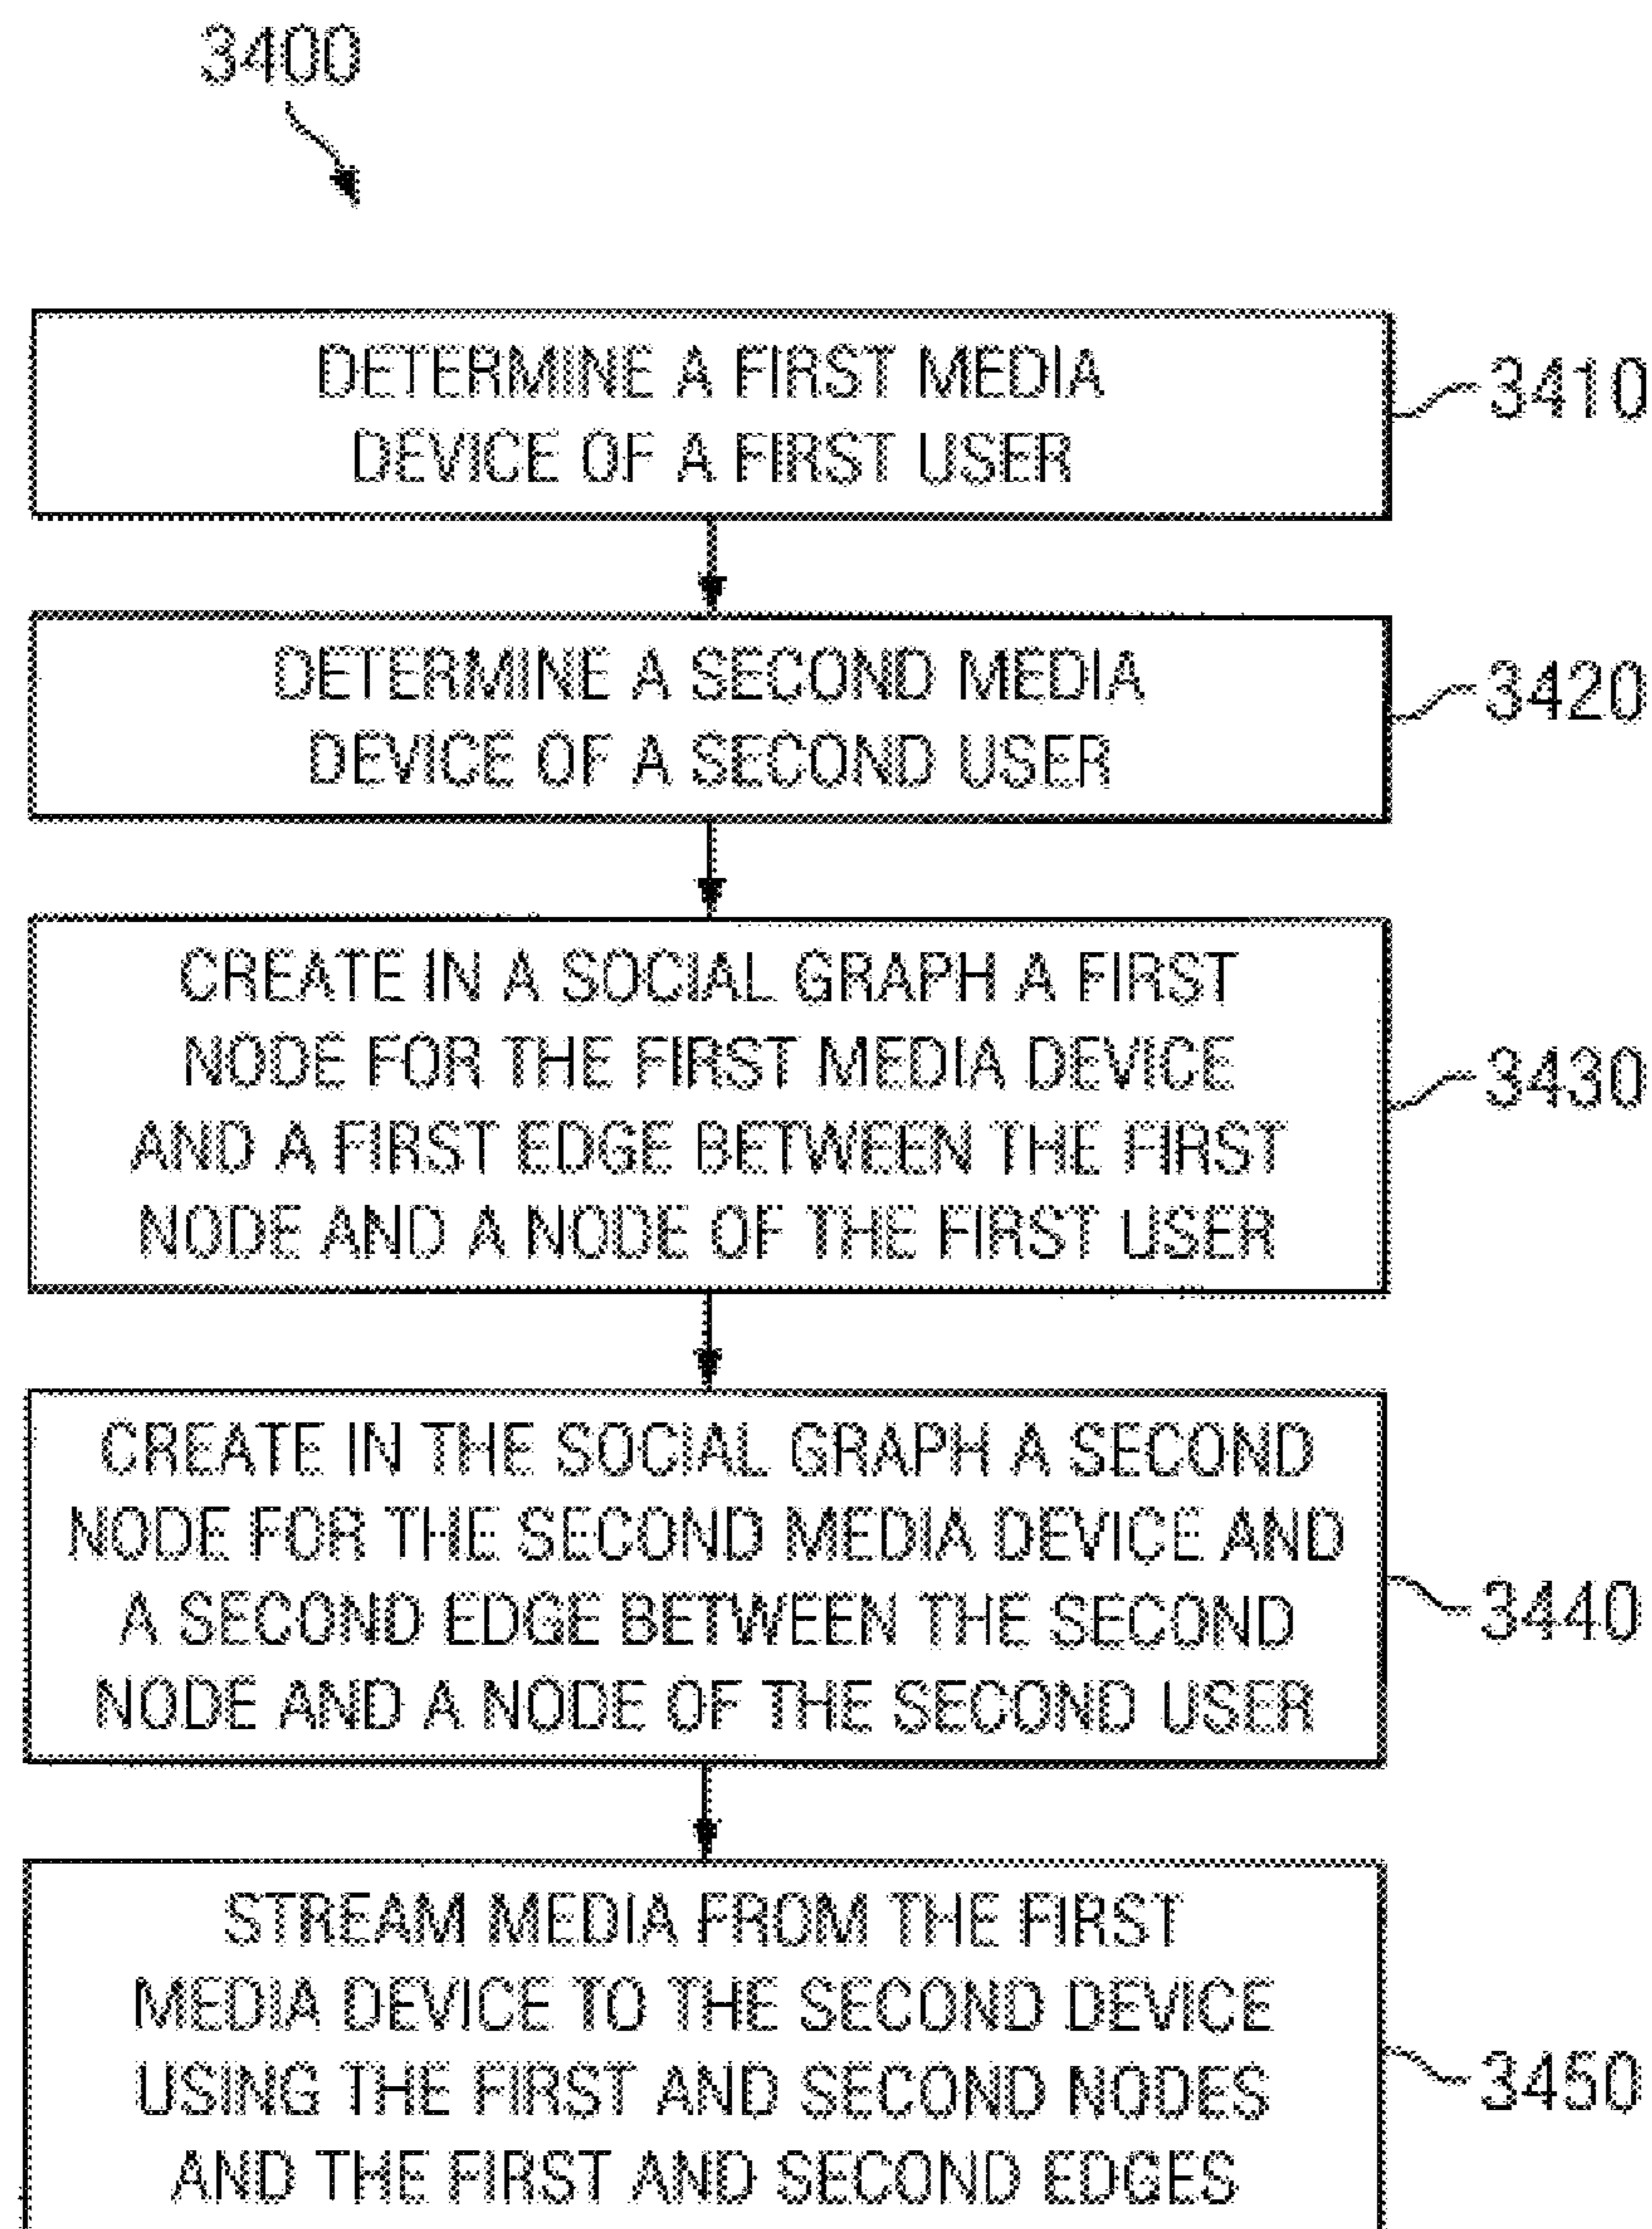 3400
DETERMINE A FIRST MEDIA
DEVICE OF A FIRST USER
3410
DETERMINE A SECOND MEDIA
DEVICE OF A SECOND USER
3420
CREATE IN A SOCIAL GRAPH A FIRST
NODE FOR THE FIRST MEDIA DEVICE
AND A FIRST EDGE BETWEEN THE FIRST
NODE AND A NODE OF THE FIRST USER
3430
CREATE IN THE SOCIAL GRAPH A SECOND
NODE FOR THE SECOND MEDIA DEVICE AND
A SECOND EDGE BETWEEN THE SECOND
NODE AND A NODE OF THE SECOND USER
3440
STREAM MEDIA FROM THE FIRST
MEDIA DEVICE TO THE SECOND DEVICE
USING THE FIRST AND SECOND NODES
AND THE FIRST AND SECOND EDGES
3450